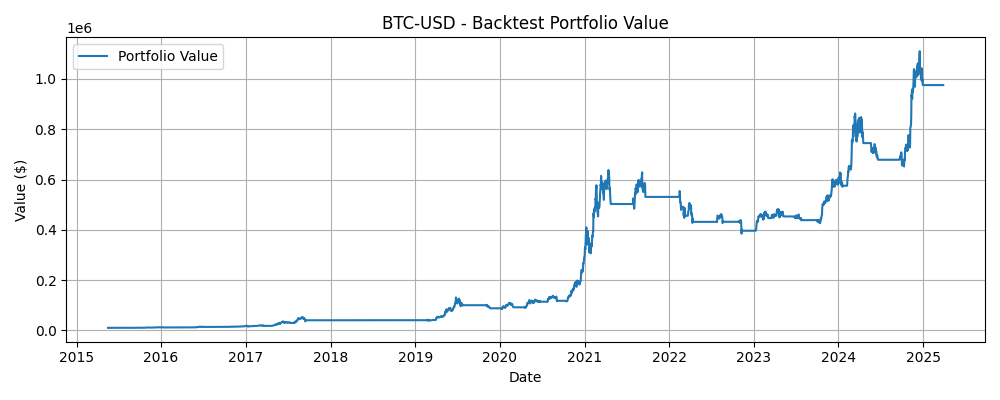 BTC-USD - Backtest Portfolio Value
1e6
Portfolio Value
1.0
0.8
0.6
0.4
0.2
0.0
Value ($)
2015 2016 2017 2018 2019 2020 2021 2022 2023 2024 2025
Date